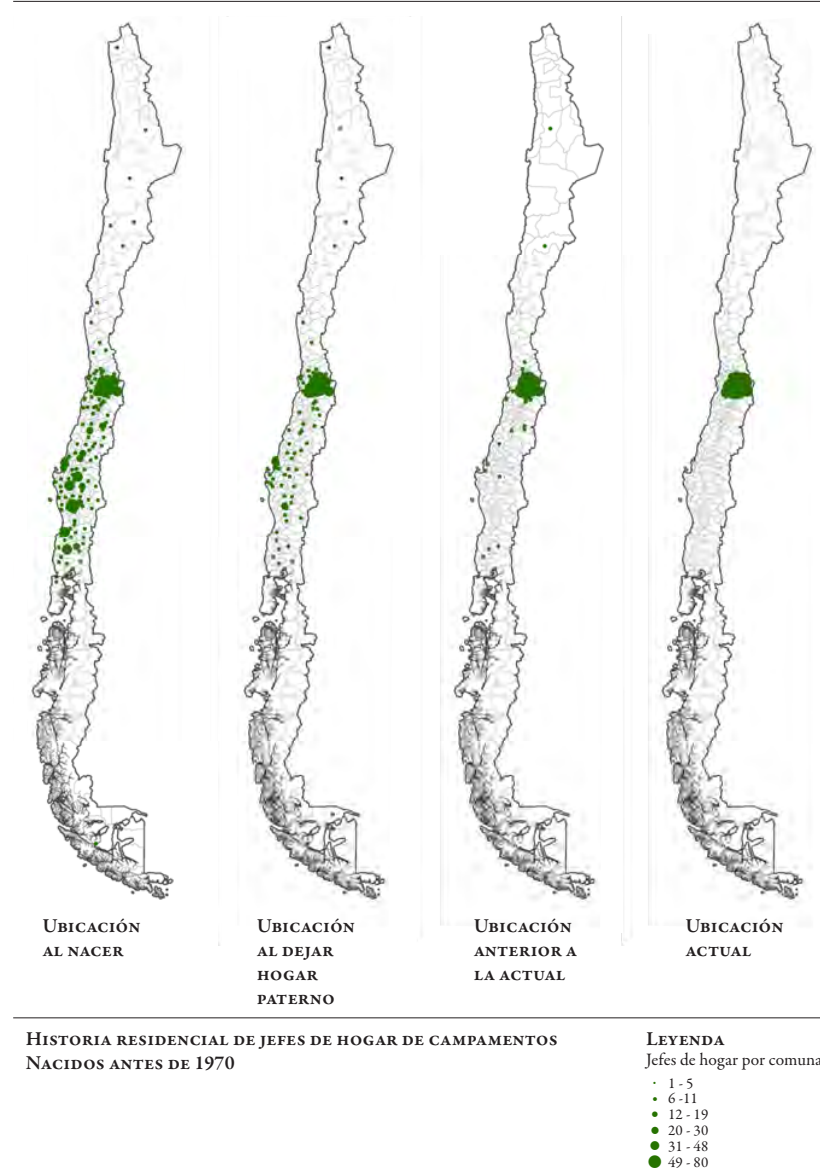 Ubicación
al nacer
Ubicación
al dejar
hogar
paterno
Ubicación
anterior a
la actual
Ubicación
actual
Historia residencial de jefes de hogar de campamentos
Nacidos antes de 1970
Leyenda
Jefes de hogar por comuna
1 - 5
6 -11
12 - 19
20 - 30
31 - 48
49 - 80